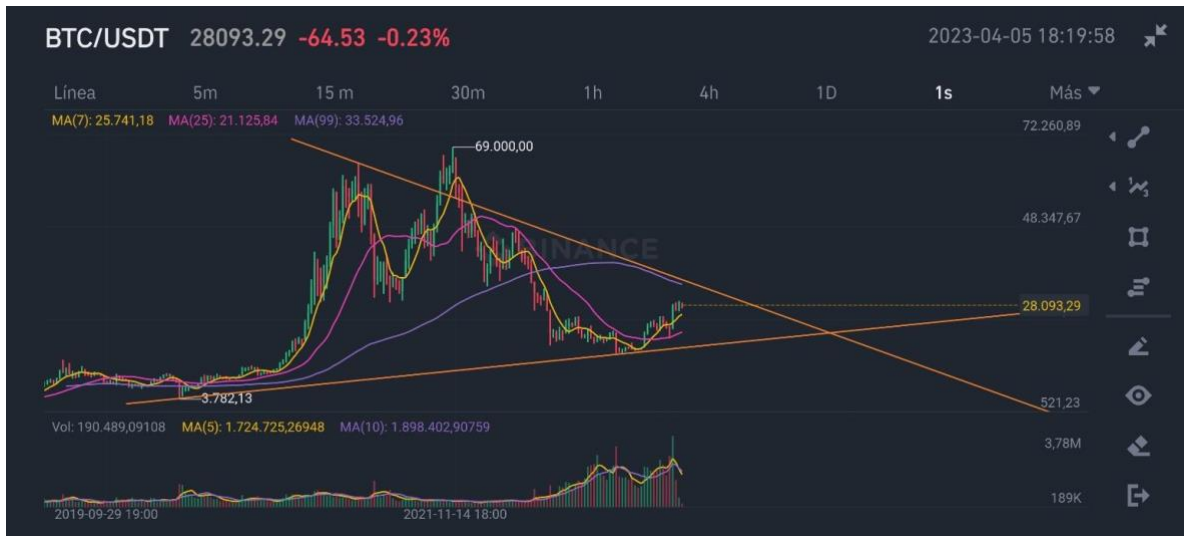 BTC/USDT 28093.29 -64.53 -0.23% 2023-04-05 18:19:58
Línea 5m 15 m 30m 1h 4h 1D 1s Más
MA(7): 25.741,18 MA(25): 21.125,84 MA(99): 33.524,96
72.260,89
69.000,00
48.347,67
BINANCE
28.093,29
3.782,13
521,23
Vol: 190.489,09108 MA(5): 1.724.725,26948 MA(10): 1.898.402,90759
3,78M
189K
2019-09-29 19:00 2021-11-14 18:00